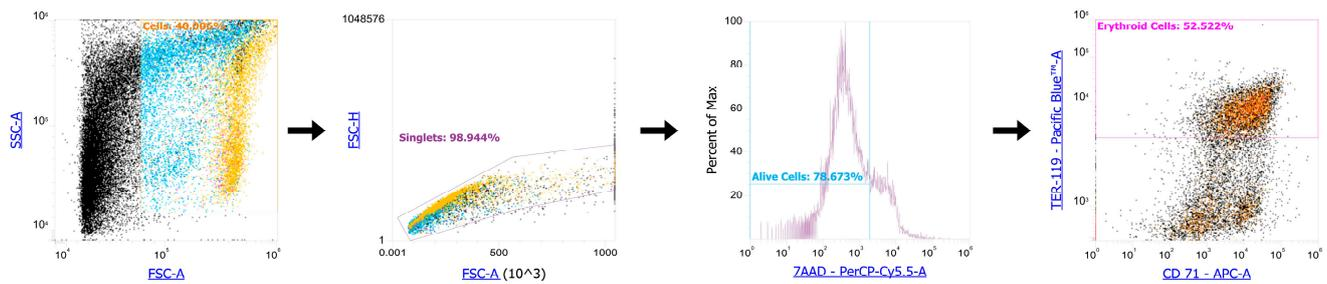 10⁶
Cells: 40.006%
SSC-A
10⁵
10⁴
10⁴ 10⁵ 10⁶
FSC-A
1048576
FSC-H
Singlets: 98.944%
1
0.001 500 1000
FSC-A (10^3)
100
Percent of Max
80
60
40
Alive Cells: 78.673%
20
10⁰ 10¹ 10² 10³ 10⁴ 10⁵ 10⁶
7AAD - PerCP-Cy5.5-A
10⁶
Erythroid Cells: 52.522%
TER-119 - Pacific Blue™-A
10⁵
10⁴
10³
10⁰ 10¹ 10² 10³ 10⁴ 10⁵ 10⁶
CD 71 - APC-A